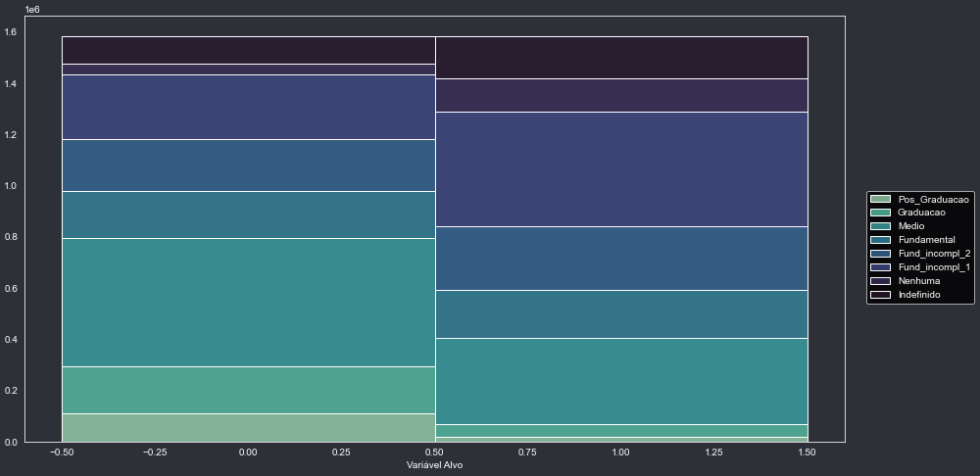 1e6
1.6
1.4
1.2
1.0
0.8
0.6
0.4
0.2
0.0
−0.50 −0.25 0.00 0.25 0.50 0.75 1.00 1.25 1.50
Variável Alvo
Pos_Graduacao
Graduacao
Medio
Fundamental
Fund_incompl_2
Fund_incompl_1
Nenhuma
Indefinido